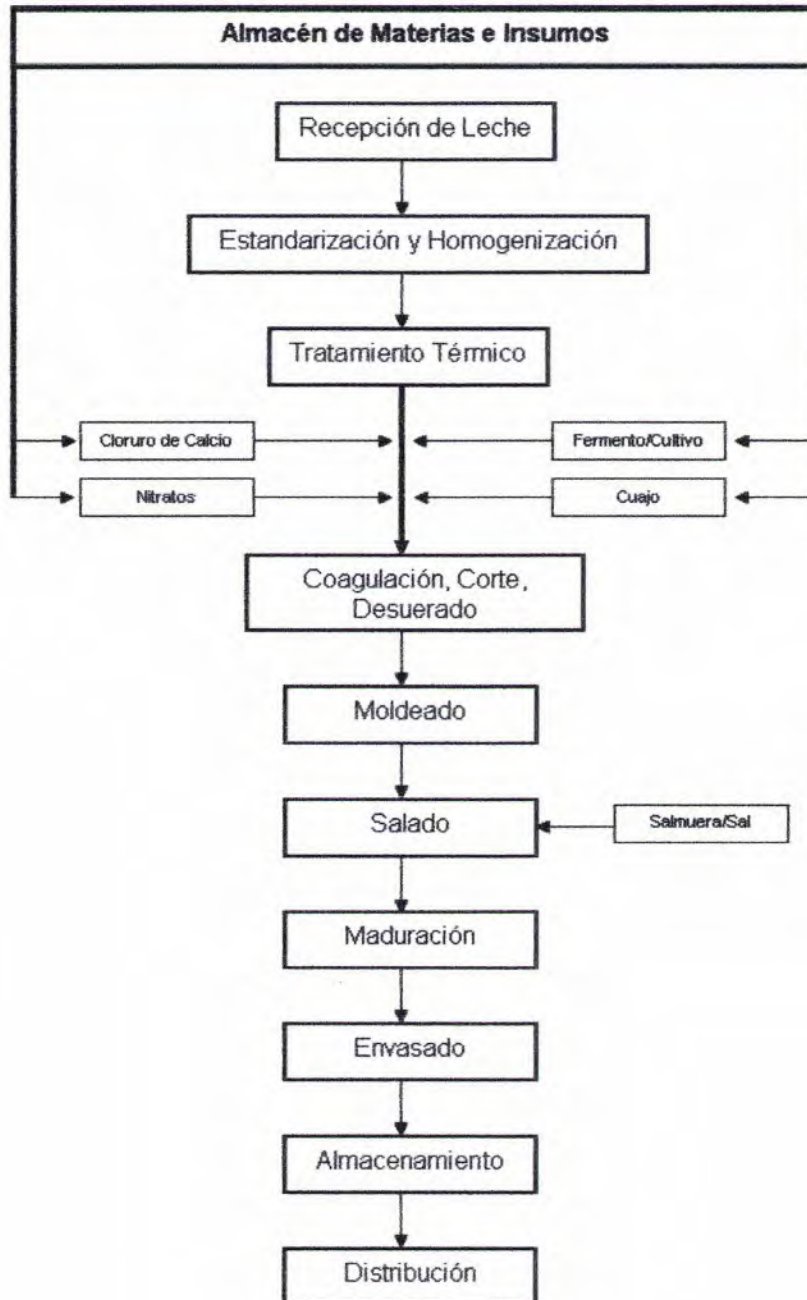 Almacén de Materias e Insumos
Recepción de Leche
Estandarización y Homogenización
Tratamiento Térmico
Cloruro de Calcio
Fermento/Cultivo
Nitratos
Cuajo
Coagulación, Corte,
Desuerado
Moldeado
Salado
Salmuera/Sal
Maduración
Envasado
Almacenamiento
Distribución